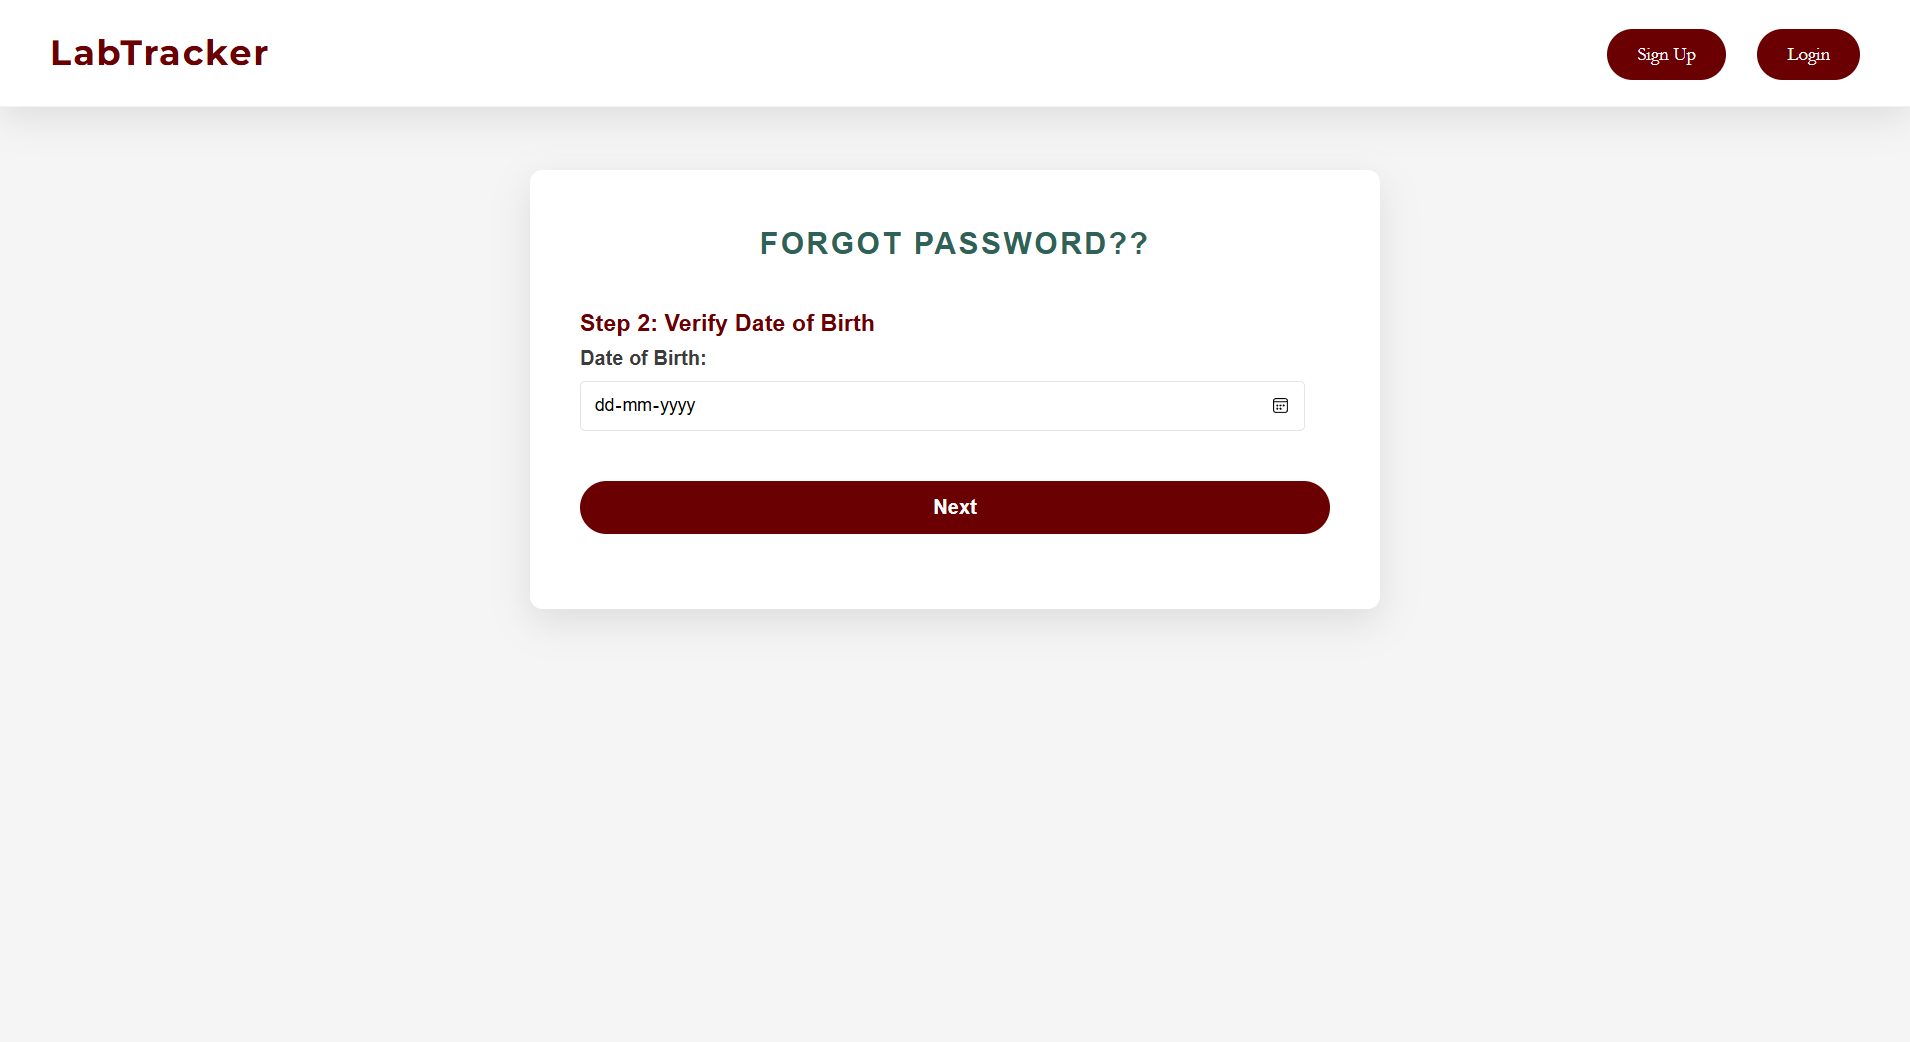 LabTracker
Sign Up
Login
FORGOT PASSWORD??
Step 2: Verify Date of Birth
Date of Birth:
dd-mm-yyyy
Next